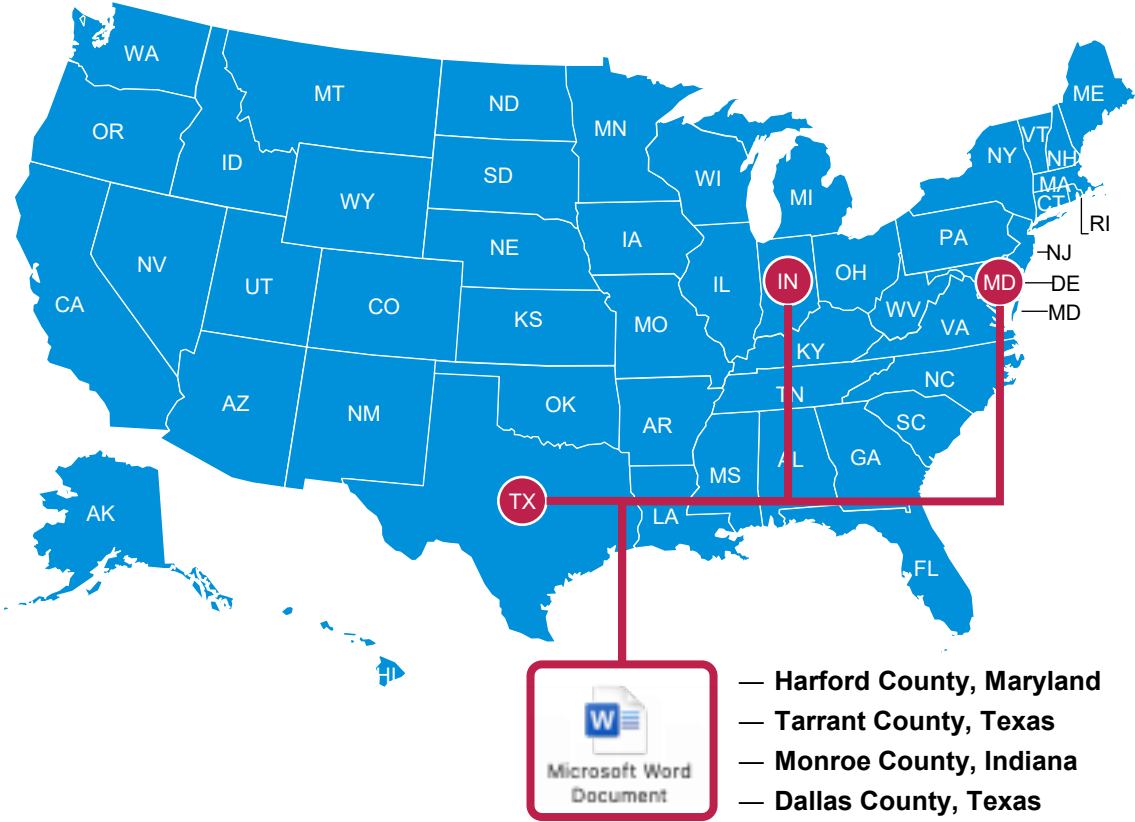 WA
MT
ND
MN
ME
OR
ID
SD
WI
MI
NY
VT
NH
MA
CT
RI
WY
NE
IA
PA
NJ
NV
UT
CO
KS
IL
IN
OH
MD
DE
MD
CA
MO
WV
VA
KY
AZ
NM
OK
AR
TN
NC
SC
MS
AL
GA
TX
LA
AK
FL
HI
W
Microsoft Word
Document
— Harford County, Maryland
— Tarrant County, Texas
— Monroe County, Indiana
— Dallas County, Texas